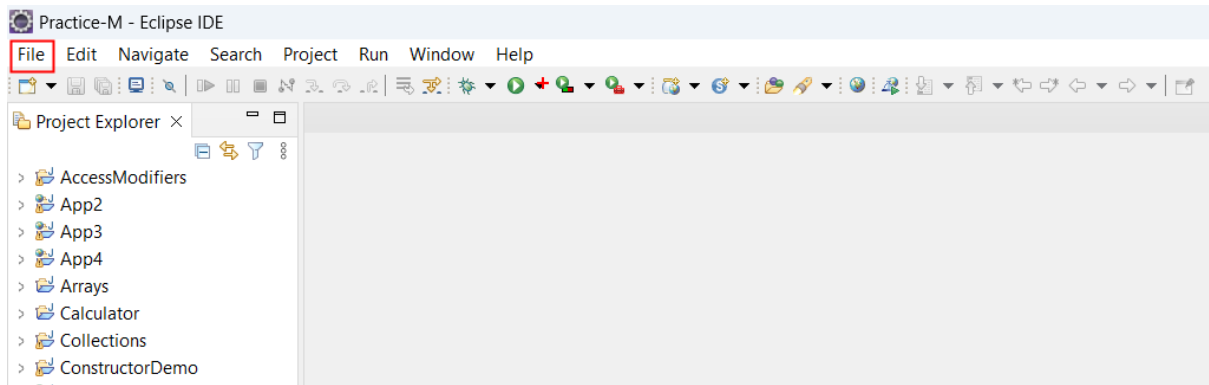 Practice-M - Eclipse IDE
File Edit Navigate Search Project Run Window Help
Project Explorer
AccessModifiers
App2
App3
App4
Arrays
Calculator
Collections
ConstructorDemo